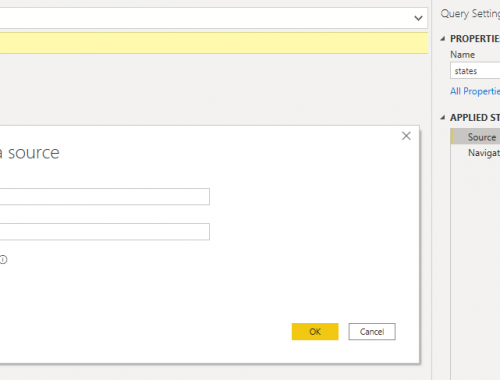 Query Setting
PROPERTIE
Name
states
All Propertie
APPLIED ST
Source
Navigat
a source
OK
Cancel